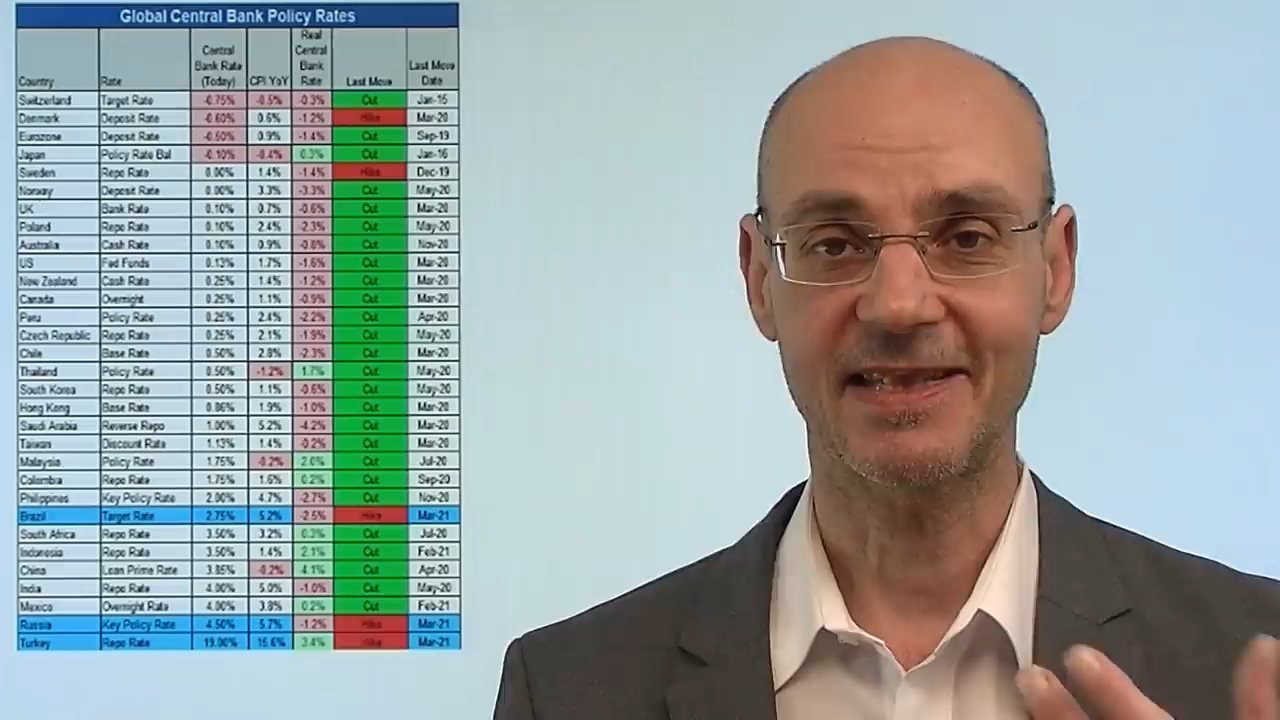 Global Central Bank Policy Rates
Country Rate Central Bank Rate (Today) CPI YoY Real Central Bank Rate Last Move Last Move Date
Switzerland Target Rate -0.75% -0.5% -0.3% Cut Jan-15
Denmark Deposit Rate -0.60% 0.6% -1.2% Hike Mar-20
Eurozone Deposit Rate -0.50% 0.9% -1.4% Cut Sep-19
Japan Policy Rate Bal -0.10% -0.4% 0.3% Cut Jan-16
Sweden Repo Rate 0.00% 1.4% -1.4% Hike Dec-19
Norway Deposit Rate 0.00% 3.3% -3.3% Cut May-20
UK Bank Rate 0.10% 0.7% -0.6% Cut Mar-20
Poland Repo Rate 0.10% 2.4% -2.3% Cut May-20
Australia Cash Rate 0.10% 0.9% -0.8% Cut Nov-20
US Fed Funds 0.13% 1.7% -1.6% Cut Mar-20
New Zealand Cash Rate 0.25% 1.4% -1.2% Cut Mar-20
Canada Overnight 0.25% 1.1% -0.9% Cut Mar-20
Peru Policy Rate 0.25% 2.4% -2.2% Cut Apr-20
Czech Republic Repo Rate 0.25% 2.1% -1.9% Cut May-20
Chile Base Rate 0.50% 2.8% -2.3% Cut Mar-20
Thailand Policy Rate 0.50% -1.2% 1.7% Cut May-20
South Korea Repo Rate 0.50% 1.1% -0.6% Cut May-20
Hong Kong Base Rate 0.86% 1.9% -1.0% Cut Mar-20
Saudi Arabia Reverse Repo 1.00% 5.2% -4.2% Cut Mar-20
Taiwan Discount Rate 1.13% 1.4% -0.2% Cut Mar-20
Malaysia Policy Rate 1.75% -0.2% 2.0% Cut Jul-20
Colombia Repo Rate 1.75% 1.6% 0.2% Cut Sep-20
Philippines Key Policy Rate 2.00% 4.7% -2.7% Cut Nov-20
Brazil Target Rate 2.75% 5.2% -2.5% Hike Mar-21
South Africa Repo Rate 3.50% 3.2% 0.3% Cut Jul-20
Indonesia Repo Rate 3.50% 1.4% 2.1% Cut Feb-21
China Loan Prime Rate 3.85% -0.2% 4.1% Cut Apr-20
India Repo Rate 4.00% 5.0% -1.0% Cut May-20
Mexico Overnight Rate 4.00% 3.8% 0.2% Cut Feb-21
Russia Key Policy Rate 4.50% 5.7% -1.2% Hike Mar-21
Turkey Repo Rate 19.00% 15.6% 3.4% Hike Mar-21